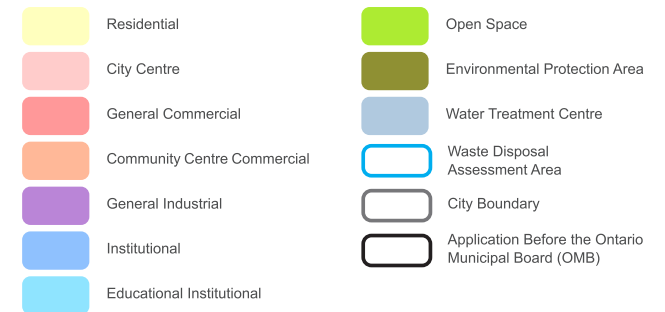 Residential
City Centre
General Commercial
Community Centre Commercial
General Industrial
Institutional
Educational Institutional
Open Space
Environmental Protection Area
Water Treatment Centre
Waste Disposal
Assessment Area
City Boundary
Application Before the Ontario
Municipal Board (OMB)